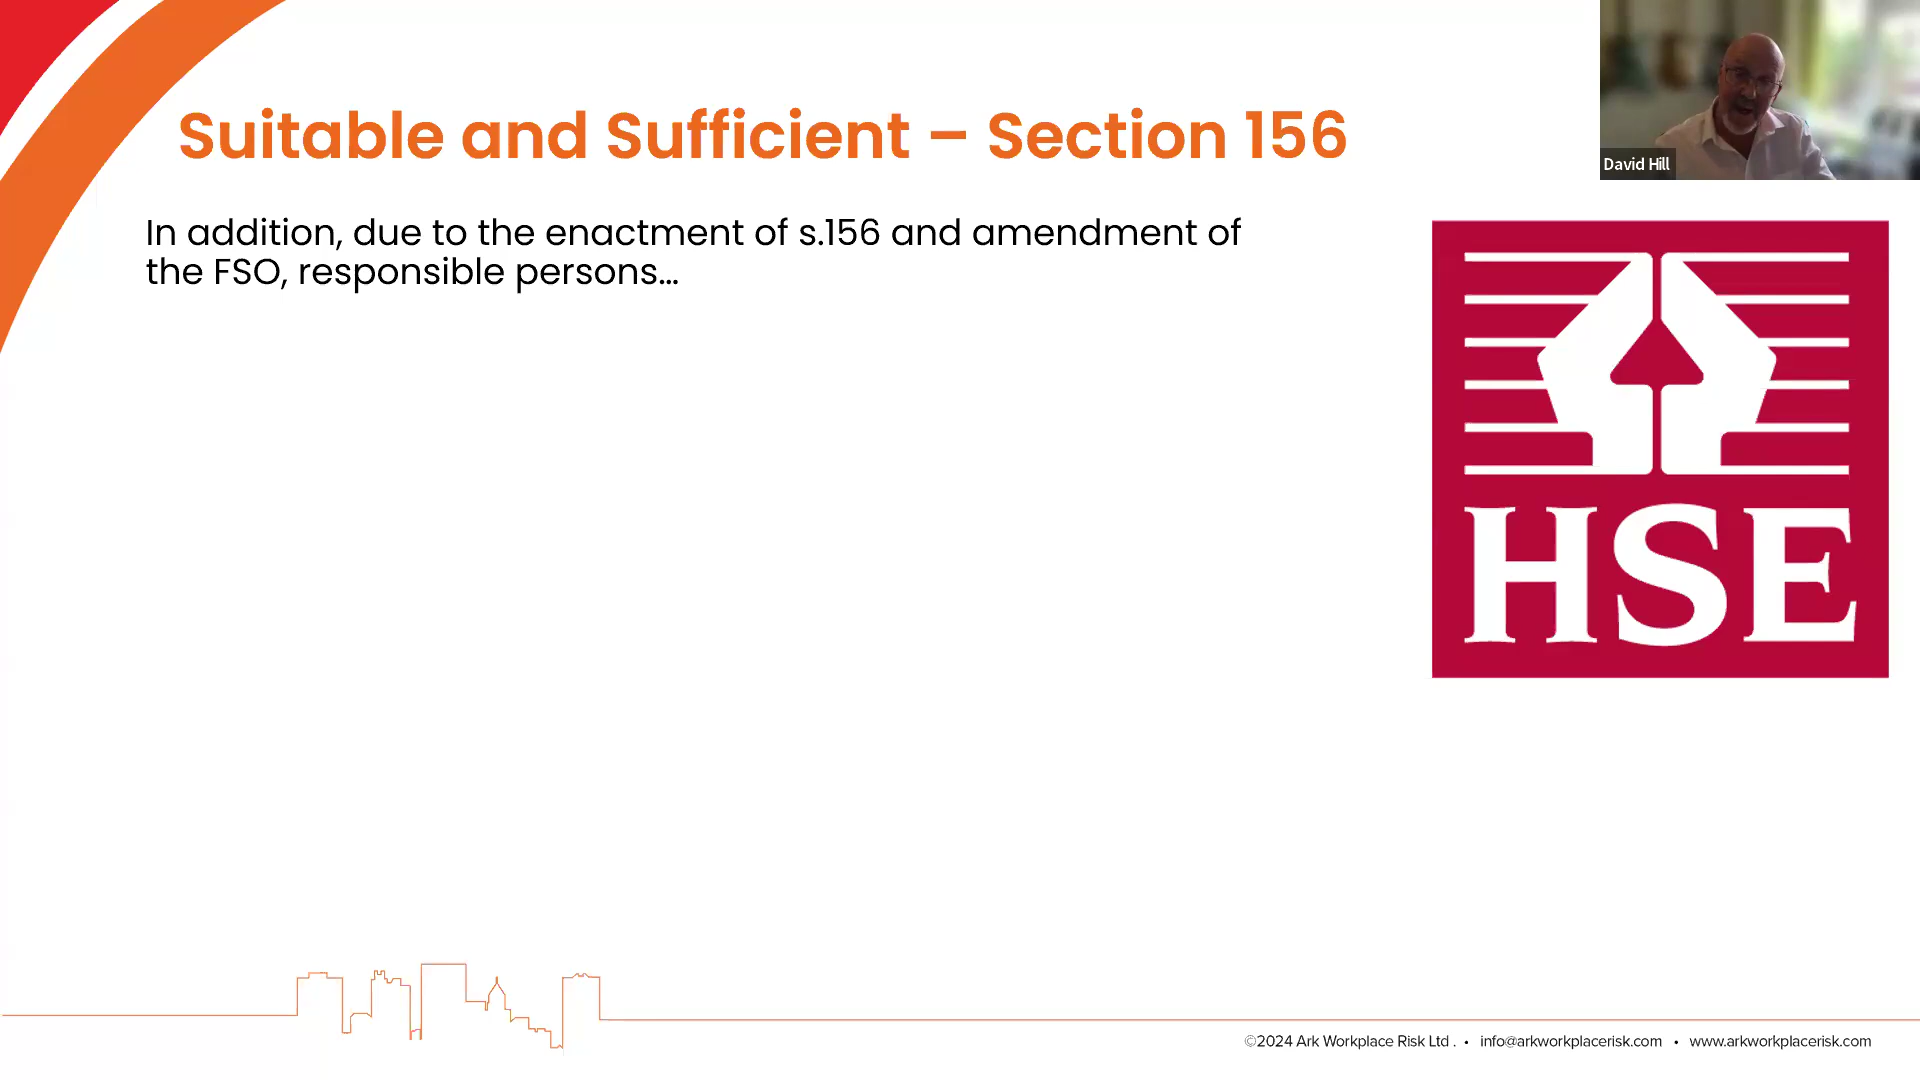 Suitable and Sufficient – Section 156
David Hill
In addition, due to the enactment of s.156 and amendment of
the FSO, responsible persons...
HSE
©2024 Ark Workplace Risk Ltd . • info@arkworkplacerisk.com • www.arkworkplacerisk.com